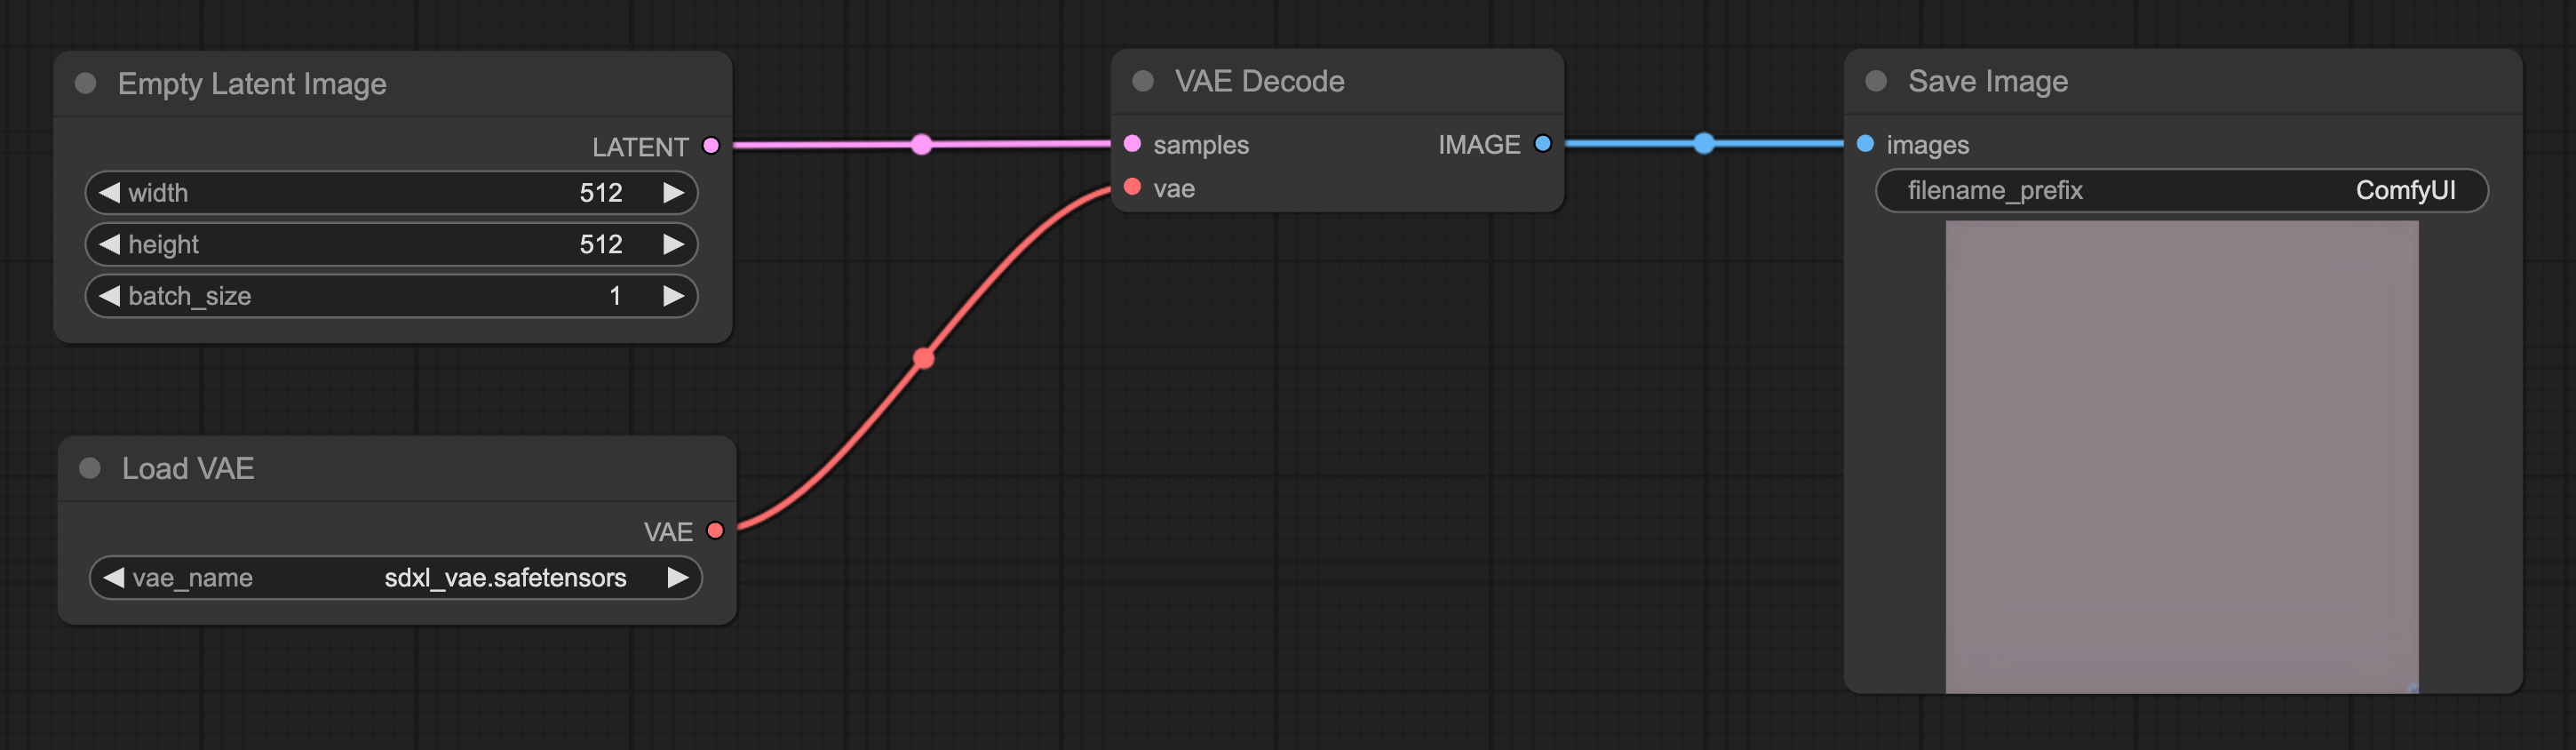 Empty Latent Image
LATENT
width 512
height 512
batch_size 1
Load VAE
VAE
vae_name sdxl_vae.safetensors
VAE Decode
samples IMAGE
vae
Save Image
images
filename_prefix ComfyUI